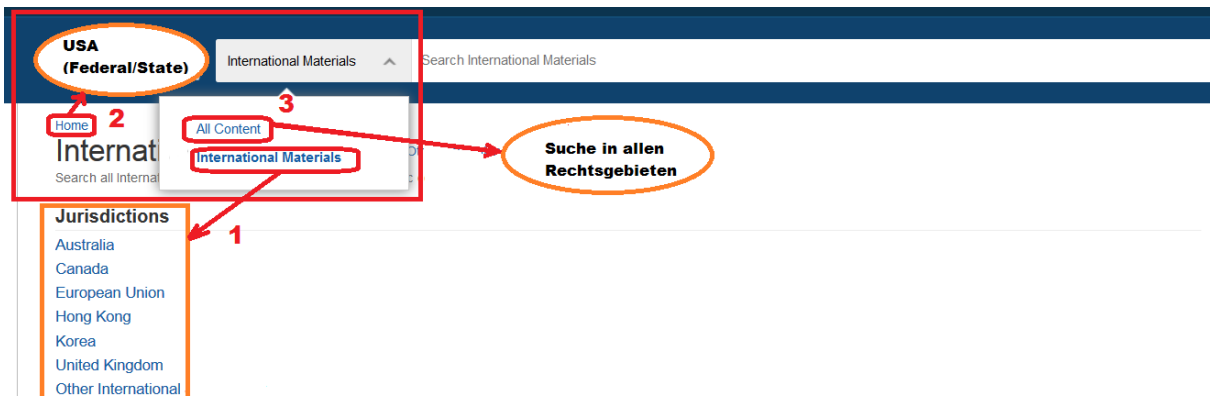 USA
(Federal/State)
International Materials
Search International Materials
3
Home
2
All Content
Internati
International Materials
Suche in allen
Rechtsgebieten
Search all Internat
Jurisdictions
1
Australia
Canada
European Union
Hong Kong
Korea
United Kingdom
Other International